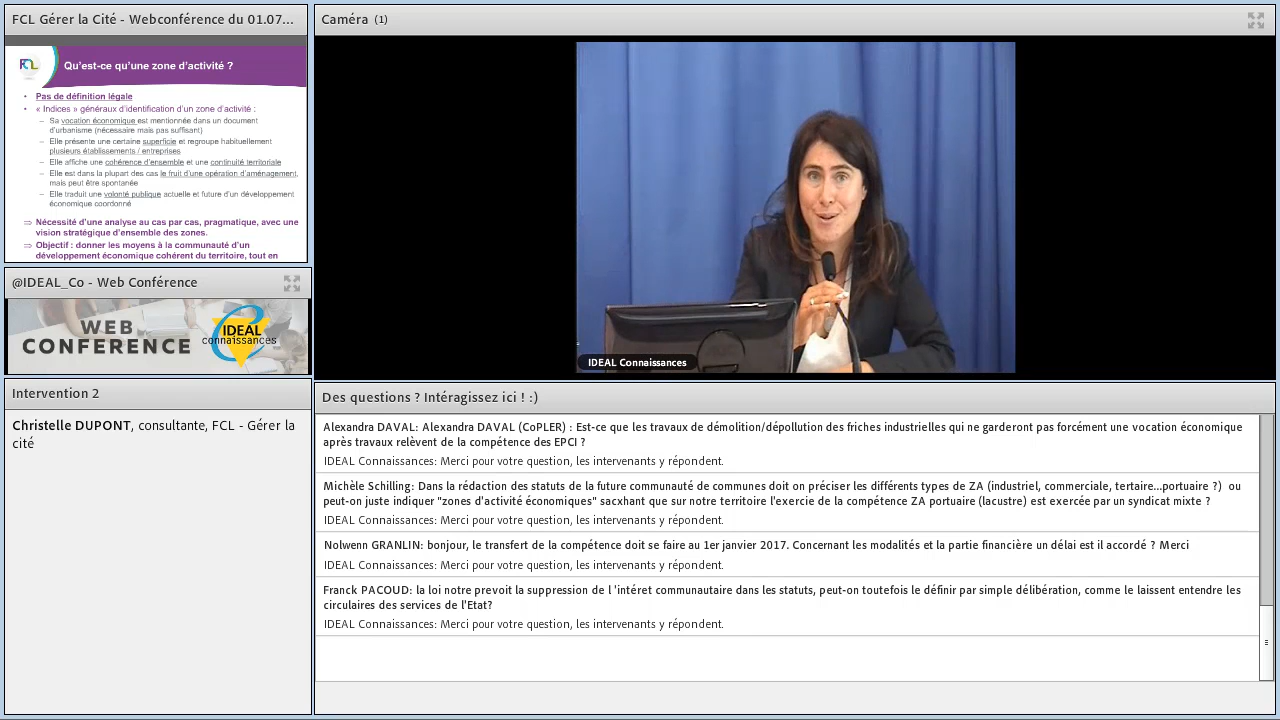 FCL Gérer la Cité - Webconférence du 01.07...
FCL
Qu'est-ce qu'une zone d'activité ?
• Pas de définition légale
• « Indices » généraux d'identification d'un zone d'activité :
– Sa vocation économique est mentionnée dans un document
d'urbanisme (nécessaire mais pas suffisant)
– Elle présente une certaine superficie et regroupe habituellement
plusieurs établissements / entreprises
– Elle affiche une cohérence d'ensemble et une continuité territoriale
– Elle est dans la plupart des cas le fruit d'une opération d'aménagement,
mais peut être spontanée
– Elle traduit une volonté publique actuelle et future d'un développement
économique coordonné
⇒ Nécessité d'une analyse au cas par cas, pragmatique, avec une
vision stratégique d'ensemble des zones.
⇒ Objectif : donner les moyens à la communauté d'un
développement économique cohérent du territoire, tout en
@IDEAL_Co - Web Conférence
WEB
CONFERENCE
IDEAL
connaissances
Intervention 2
Christelle DUPONT, consultante, FCL - Gérer la
cité
Caméra (1)
IDEAL Connaissances
Des questions ? Intéragissez ici ! :)
Alexandra DAVAL: Alexandra DAVAL (CoPLER) : Est-ce que les travaux de démolition/dépollution des friches industrielles qui ne garderont pas forcément une vocation économique
après travaux relèvent de la compétence des EPCI ?
IDEAL Connaissances: Merci pour votre question, les intervenants y répondent.
Michèle Schilling: Dans la rédaction des statuts de la future communauté de communes doit on préciser les différents types de ZA (industriel, commerciale, tertaire...portuaire ?) ou
peut-on juste indiquer "zones d'activité économiques" sacxhant que sur notre territoire l'exercie de la compétence ZA portuaire (lacustre) est exercée par un syndicat mixte ?
IDEAL Connaissances: Merci pour votre question, les intervenants y répondent.
Nolwenn GRANLIN: bonjour, le transfert de la compétence doit se faire au 1er janvier 2017. Concernant les modalités et la partie financière un délai est il accordé ? Merci
IDEAL Connaissances: Merci pour votre question, les intervenants y répondent.
Franck PACOUD: la loi notre prevoit la suppression de l 'intéret communautaire dans les statuts, peut-on toutefois le définir par simple délibération, comme le laissent entendre les
circulaires des services de l'Etat?
IDEAL Connaissances: Merci pour votre question, les intervenants y répondent.